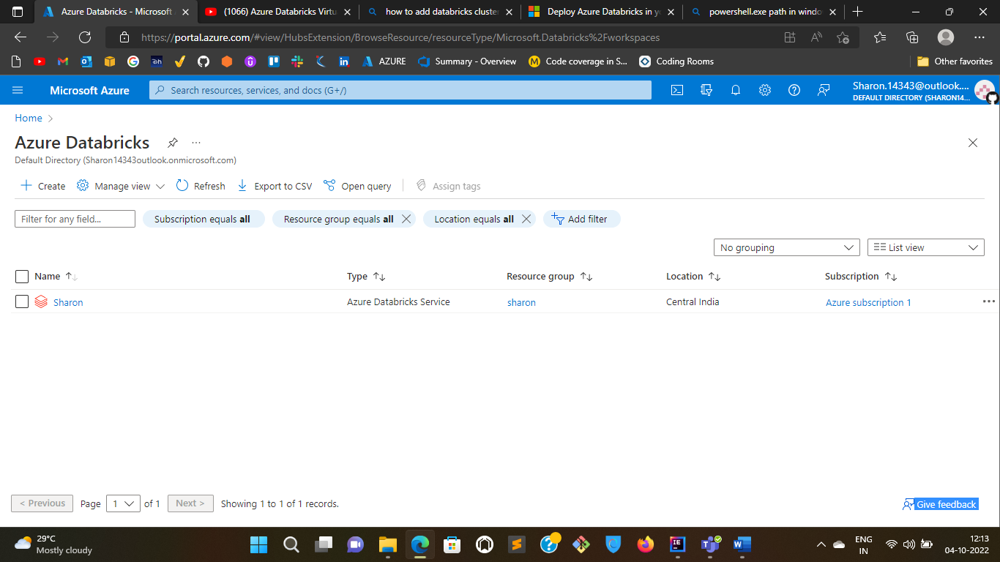 Azure Databricks - Microsoft
(1066) Azure Databricks Virtu
how to add databricks cluster
Deploy Azure Databricks in yo
powershell.exe path in windo
https://portal.azure.com/#view/HubsExtension/BrowseResource/resourceType/Microsoft.Databricks%2Fworkspaces
AZURE
Summary - Overview
Code coverage in S...
Coding Rooms
Other favorites
Microsoft Azure
Search resources, services, and docs (G+/)
Sharon.14343@outlook....
DEFAULT DIRECTORY (SHARON14...
Home
Azure Databricks
Default Directory (Sharon14343outlook.onmicrosoft.com)
Create Manage view Refresh Export to CSV Open query Assign tags
Filter for any field... Subscription equals all Resource group equals all Location equals all Add filter
No grouping List view
Name Type Resource group Location Subscription
Sharon Azure Databricks Service sharon Central India Azure subscription 1
< Previous Page 1 of 1 Next > Showing 1 to 1 of 1 records.
Give feedback
29°C
Mostly cloudy
ENG
IN
12:13
04-10-2022